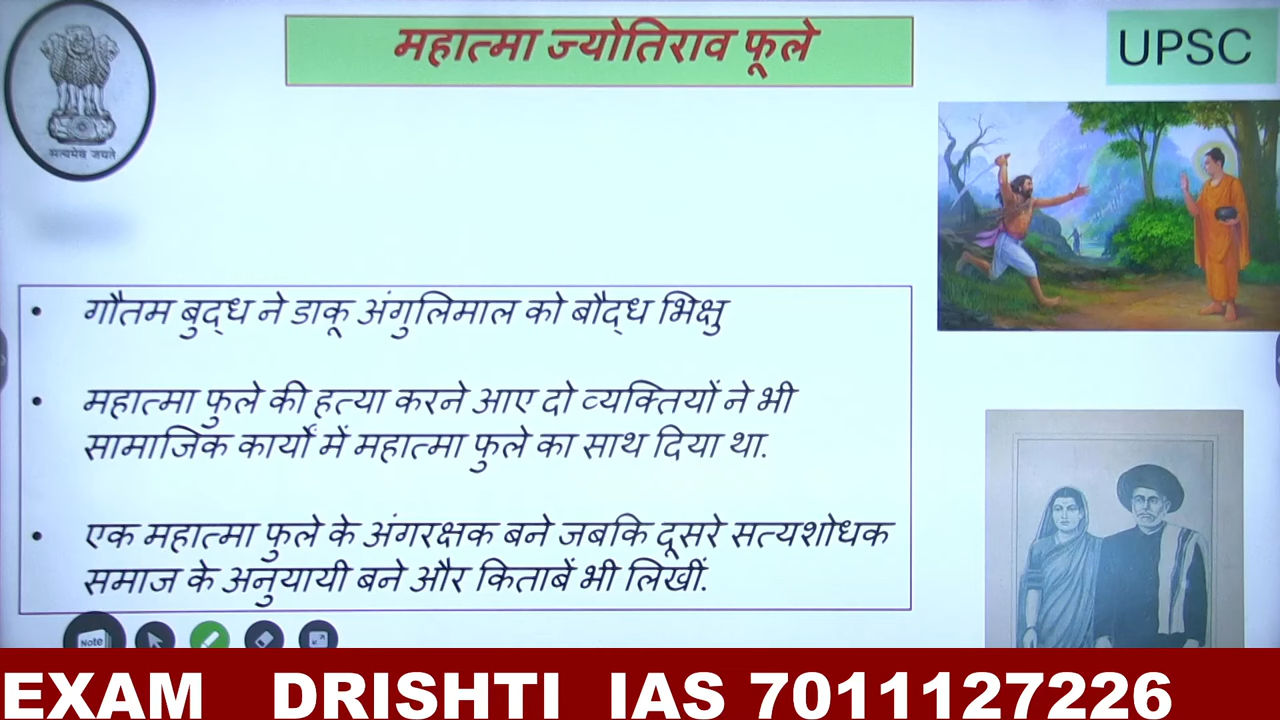 महात्मा ज्योतिराव फूले
UPSC
सत्यमेव जयते
• गौतम बुद्ध ने डाकू अंगुलिमाल को बौद्ध भिक्षु
• महात्मा फुले की हत्या करने आए दो व्यक्तियों ने भी
सामाजिक कार्यों में महात्मा फुले का साथ दिया था.
• एक महात्मा फुले के अंगरक्षक बने जबकि दूसरे सत्यशोधक
समाज के अनुयायी बने और किताबें भी लिखीं.
Note
EXAM DRISHTI IAS 7011127226